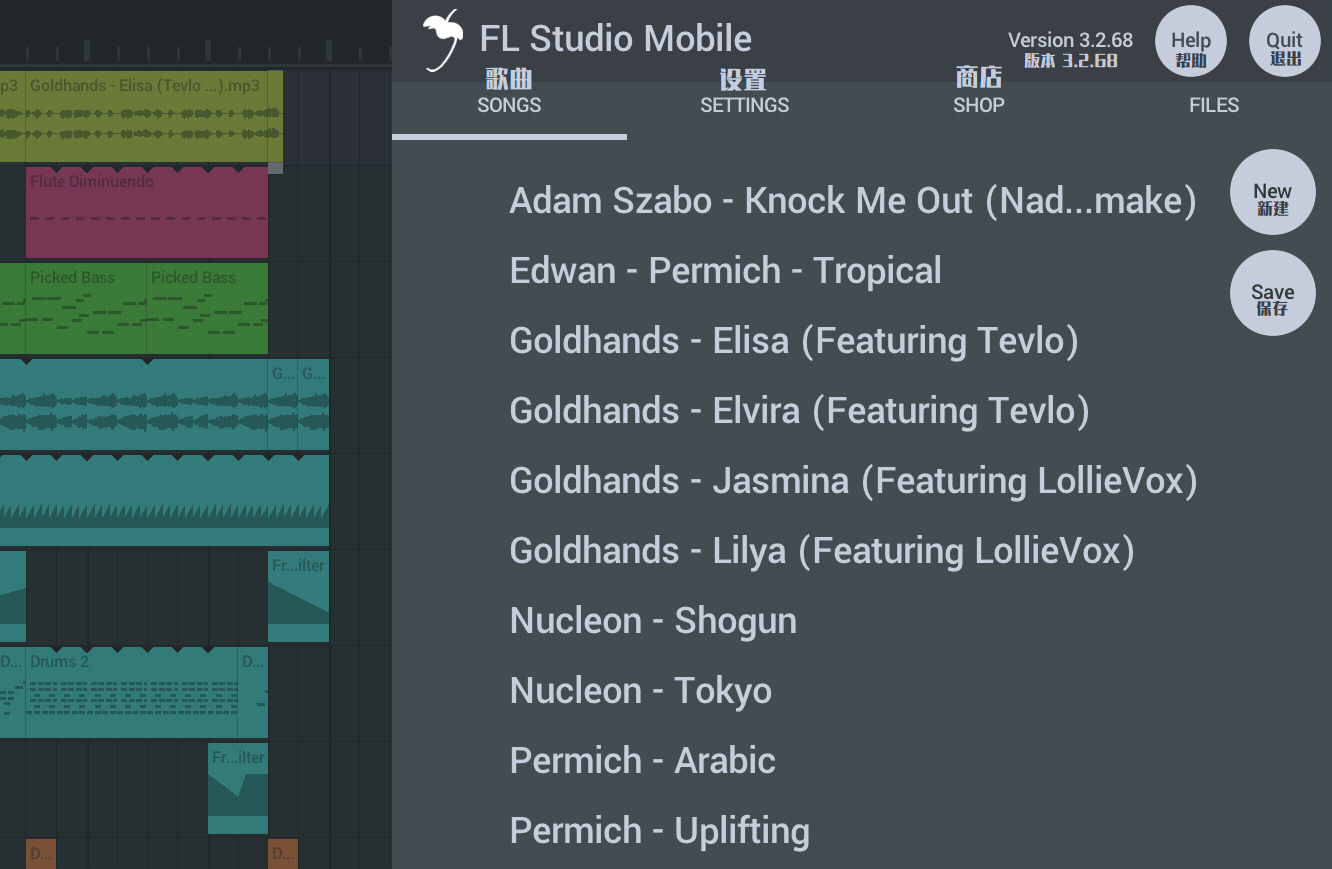 FL Studio Mobile
Version 3.2.68
版本 3.2.68
Help
帮助
Quit
退出
歌曲
SONGS
设置
SETTINGS
商店
SHOP
FILES
p3
Goldhands - Elisa (Tevlo ...).mp3
Flute Diminuendo
Picked Bass
Picked Bass
G...
G...
Fr...ilter
D...
Drums 2
D...
Fr...ilter
D...
D...
Adam Szabo - Knock Me Out (Nad...make)
Edwan - Permich - Tropical
Goldhands - Elisa (Featuring Tevlo)
Goldhands - Elvira (Featuring Tevlo)
Goldhands - Jasmina (Featuring LollieVox)
Goldhands - Lilya (Featuring LollieVox)
Nucleon - Shogun
Nucleon - Tokyo
Permich - Arabic
Permich - Uplifting
New
新建
Save
保存